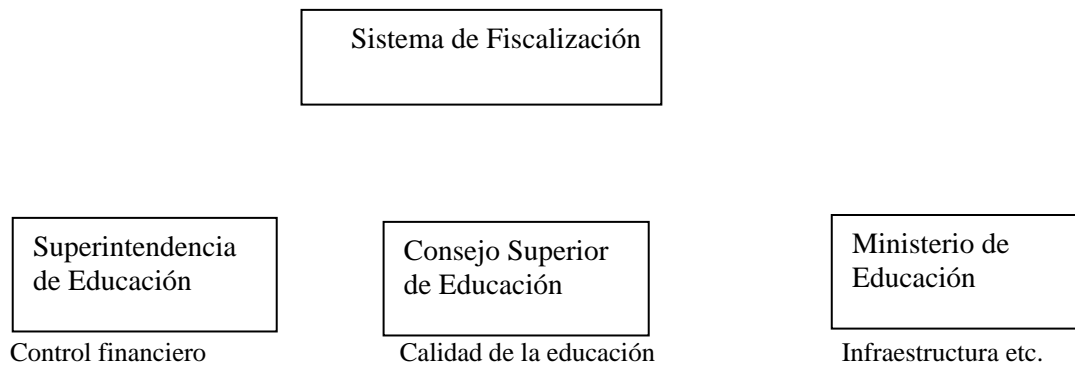 Sistema de Fiscalización
Superintendencia
de Educación
Consejo Superior
de Educación
Ministerio de
Educación
Control financiero
Calidad de la educación
Infraestructura etc.